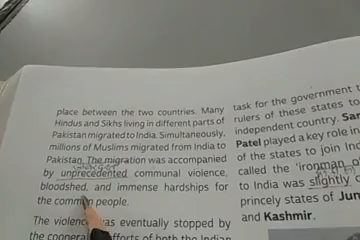 place between the two countries. Many
Hindus and Sikhs living in different parts of
Pakistan migrated to India. Simultaneously,
millions of Muslims migrated from India to
Pakistan. The migration was accompanied
by unprecedented communal violence,
bloodshed, and immense hardships for
the common people.
The violence was eventually stopped by
the cooperative efforts of both the Indian
task for the government
rulers of these states to
independent country. Sar
Patel played a key role in
of the states to join Inc
called the 'ironman o
to India was slightly
princely states of Jun
and Kashmir.